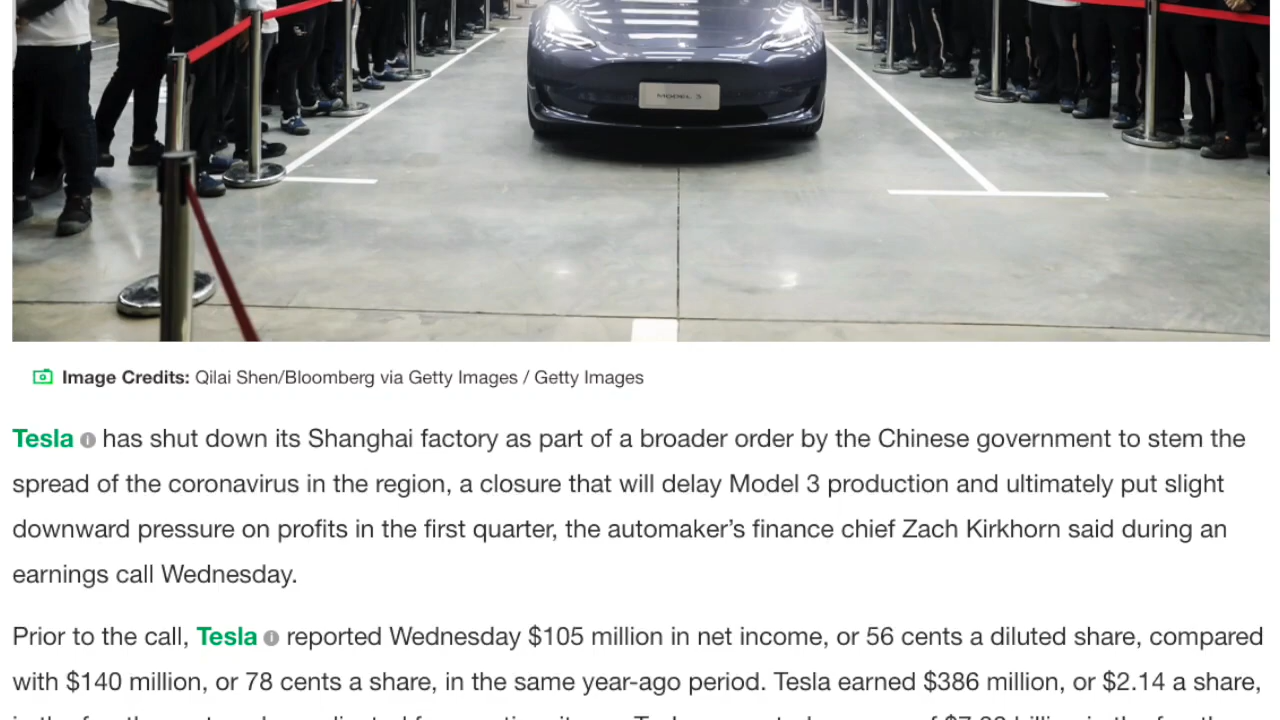 MODEL 3
Image Credits: Qilai Shen/Bloomberg via Getty Images / Getty Images
Tesla has shut down its Shanghai factory as part of a broader order by the Chinese government to stem the
spread of the coronavirus in the region, a closure that will delay Model 3 production and ultimately put slight
downward pressure on profits in the first quarter, the automaker’s finance chief Zach Kirkhorn said during an
earnings call Wednesday.
Prior to the call, Tesla reported Wednesday $105 million in net income, or 56 cents a diluted share, compared
with $140 million, or 78 cents a share, in the same year-ago period. Tesla earned $386 million, or $2.14 a share,